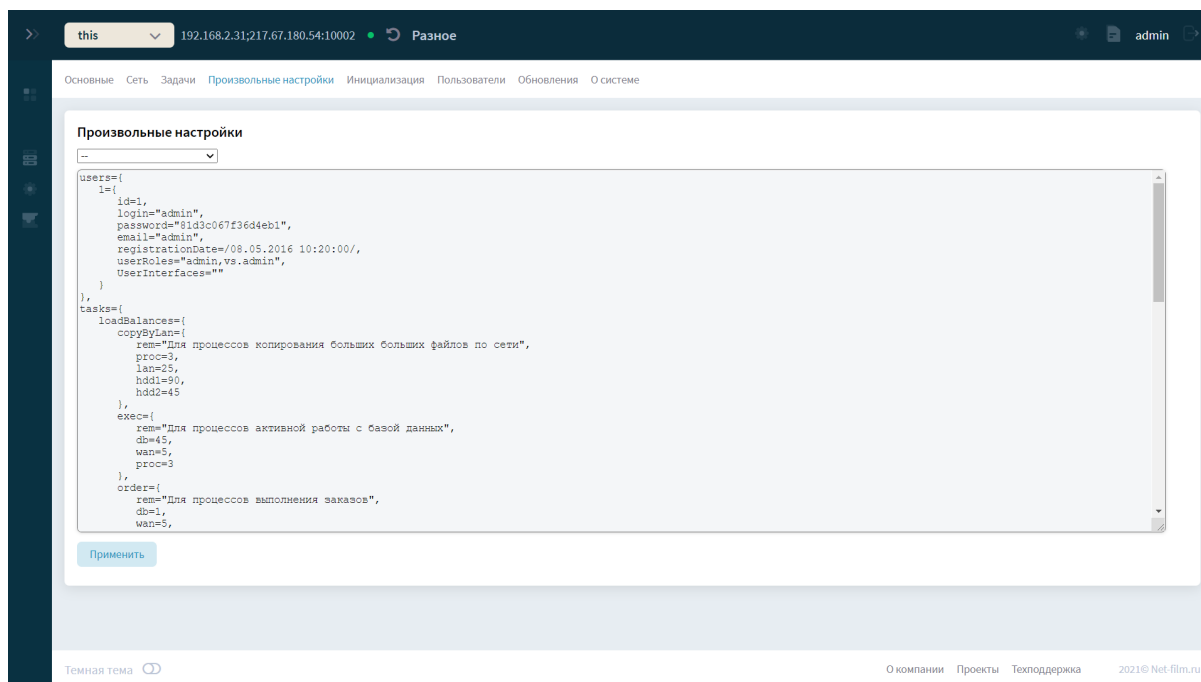 this 192.168.2.31;217.67.180.54:10002 Разное admin
Основные Сеть Задачи Произвольные настройки Инициализация Пользователи Обновления О системе
Произвольные настройки
--
users={
1={
id=1,
login="admin",
password="81d3c067f36d4eb1",
email="admin",
registrationDate=/08.05.2016 10:20:00/,
userRoles="admin,vs.admin",
UserInterfaces=""
}
},
tasks={
loadBalances={
copyByLan={
rem="Для процессов копирования больших больших файлов по сети",
proc=3,
lan=25,
hdd1=90,
hdd2=45
},
exec={
rem="Для процессов активной работы с базой данных",
db=45,
wan=5,
proc=3
},
order={
rem="Для процессов выполнения заказов",
db=1,
wan=5,
Применить
Темная тема О компании Проекты Техподдержка 2021© Net-film.ru